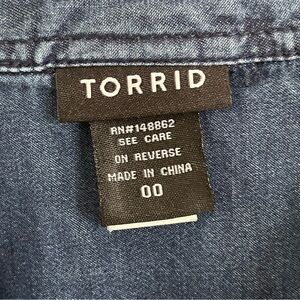 TORRID
RN#148862
SEE CARE
ON REVERSE
MADE IN CHINA
00